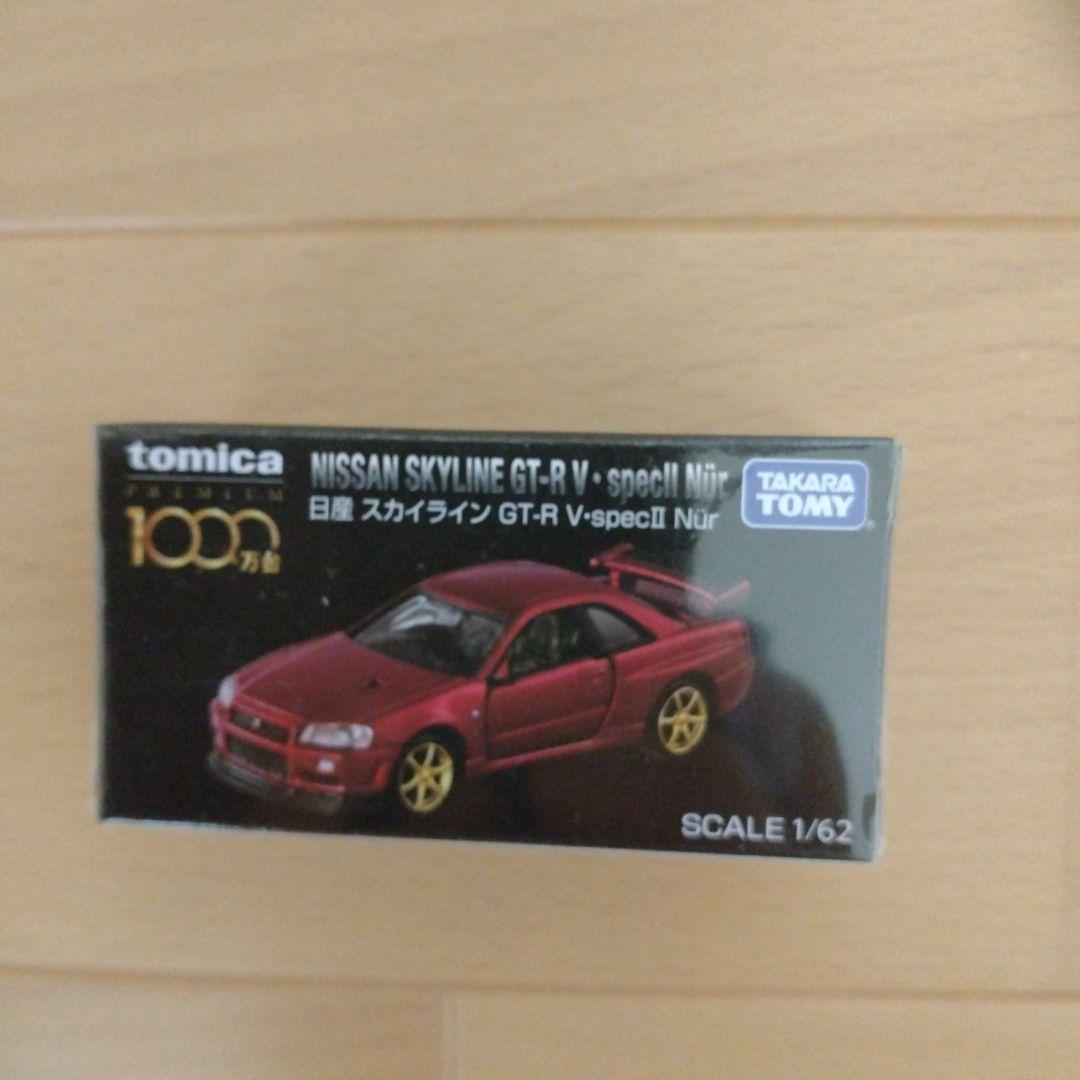 tomica
PREMIUM
1000万台
NISSAN SKYLINE GT-R V・specII Nür
日産 スカイライン GT-R V・specII Nür
TAKARA
TOMY
SCALE 1/62